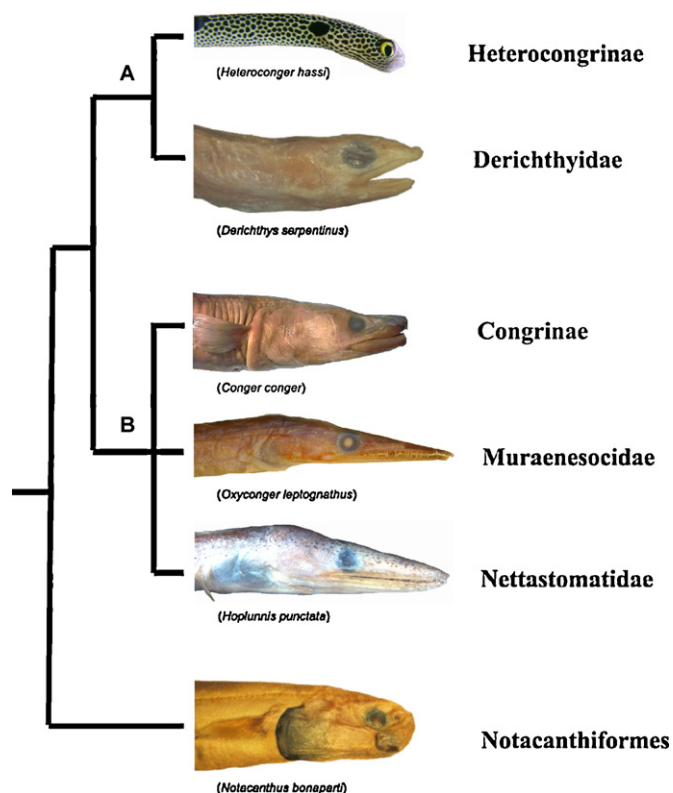 A
Heterocongrinae
(Heteroconger hassi)
Derichthyidae
(Derichthys serpentinus)
Congrinae
(Conger conger)
B
Muraenesocidae
(Oxyconger leptognathus)
Nettastomatidae
(Hoplunnis punctata)
Notacanthiformes
(Notacanthus bonaparti)